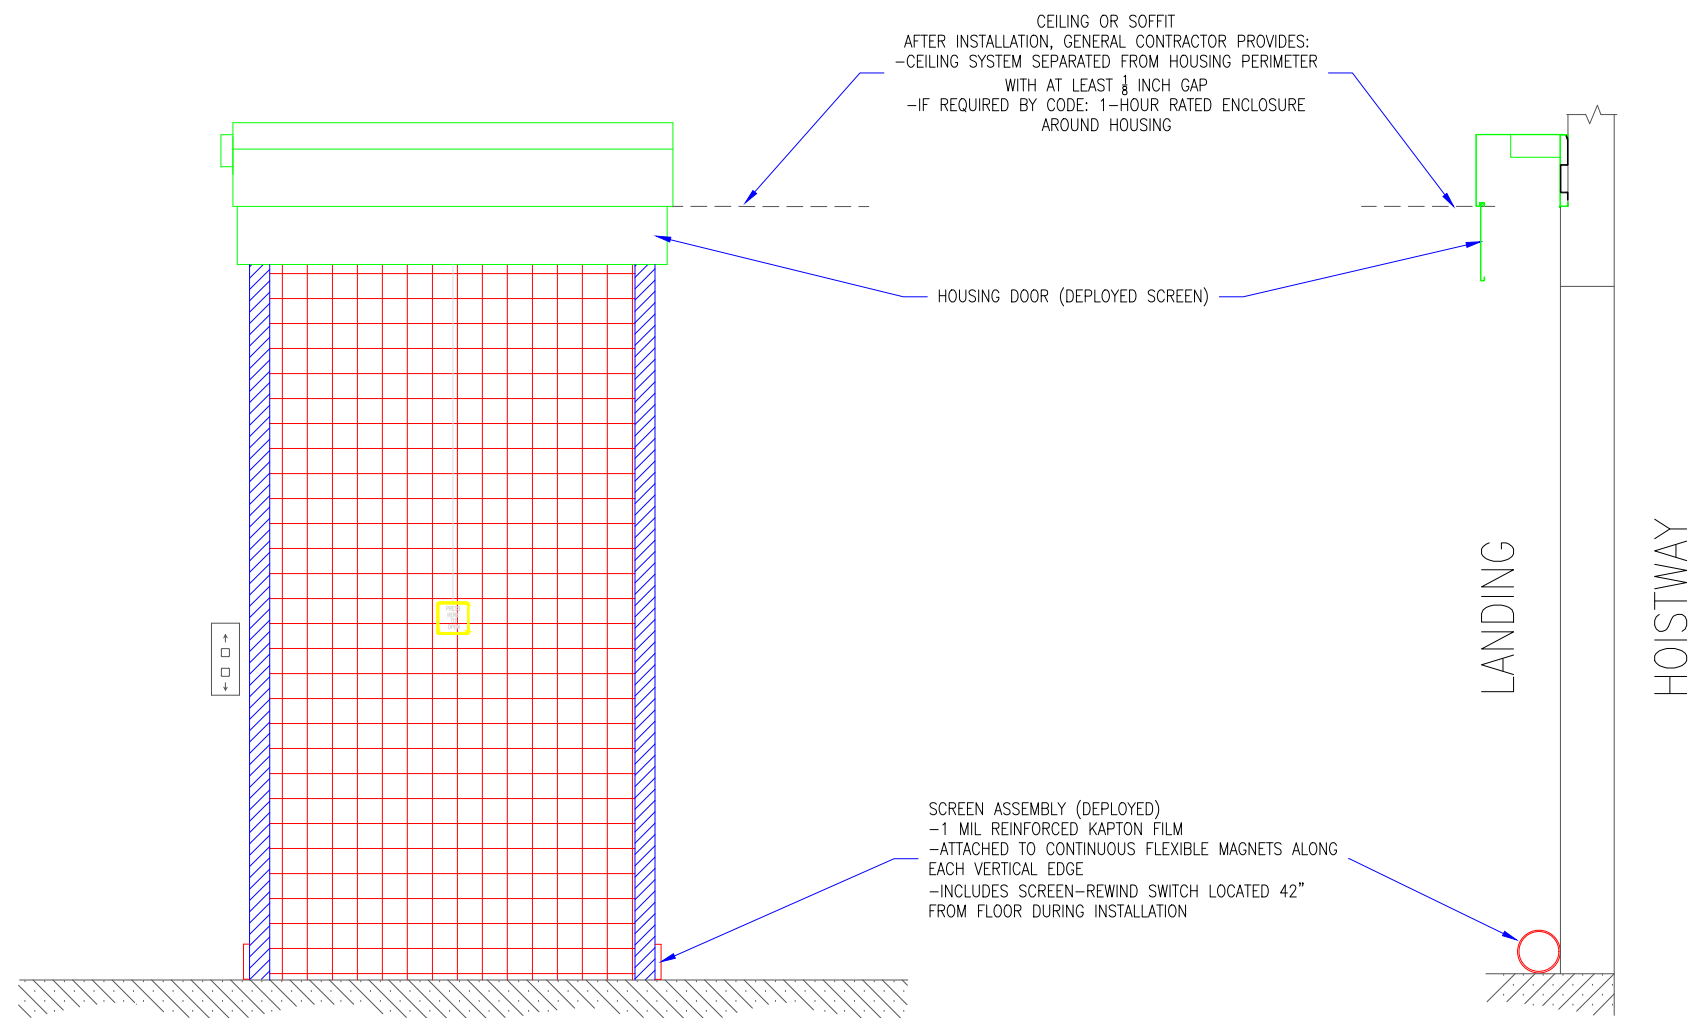 CEILING OR SOFFIT
AFTER INSTALLATION, GENERAL CONTRACTOR PROVIDES:
-CEILING SYSTEM SEPARATED FROM HOUSING PERIMETER
WITH AT LEAST 1/8 INCH GAP
-IF REQUIRED BY CODE: 1-HOUR RATED ENCLOSURE
AROUND HOUSING
HOUSING DOOR (DEPLOYED SCREEN)
LANDING
HOISTWAY
SCREEN ASSEMBLY (DEPLOYED)
-1 MIL REINFORCED KAPTON FILM
-ATTACHED TO CONTINUOUS FLEXIBLE MAGNETS ALONG
EACH VERTICAL EDGE
-INCLUDES SCREEN-REWIND SWITCH LOCATED 42"
FROM FLOOR DURING INSTALLATION